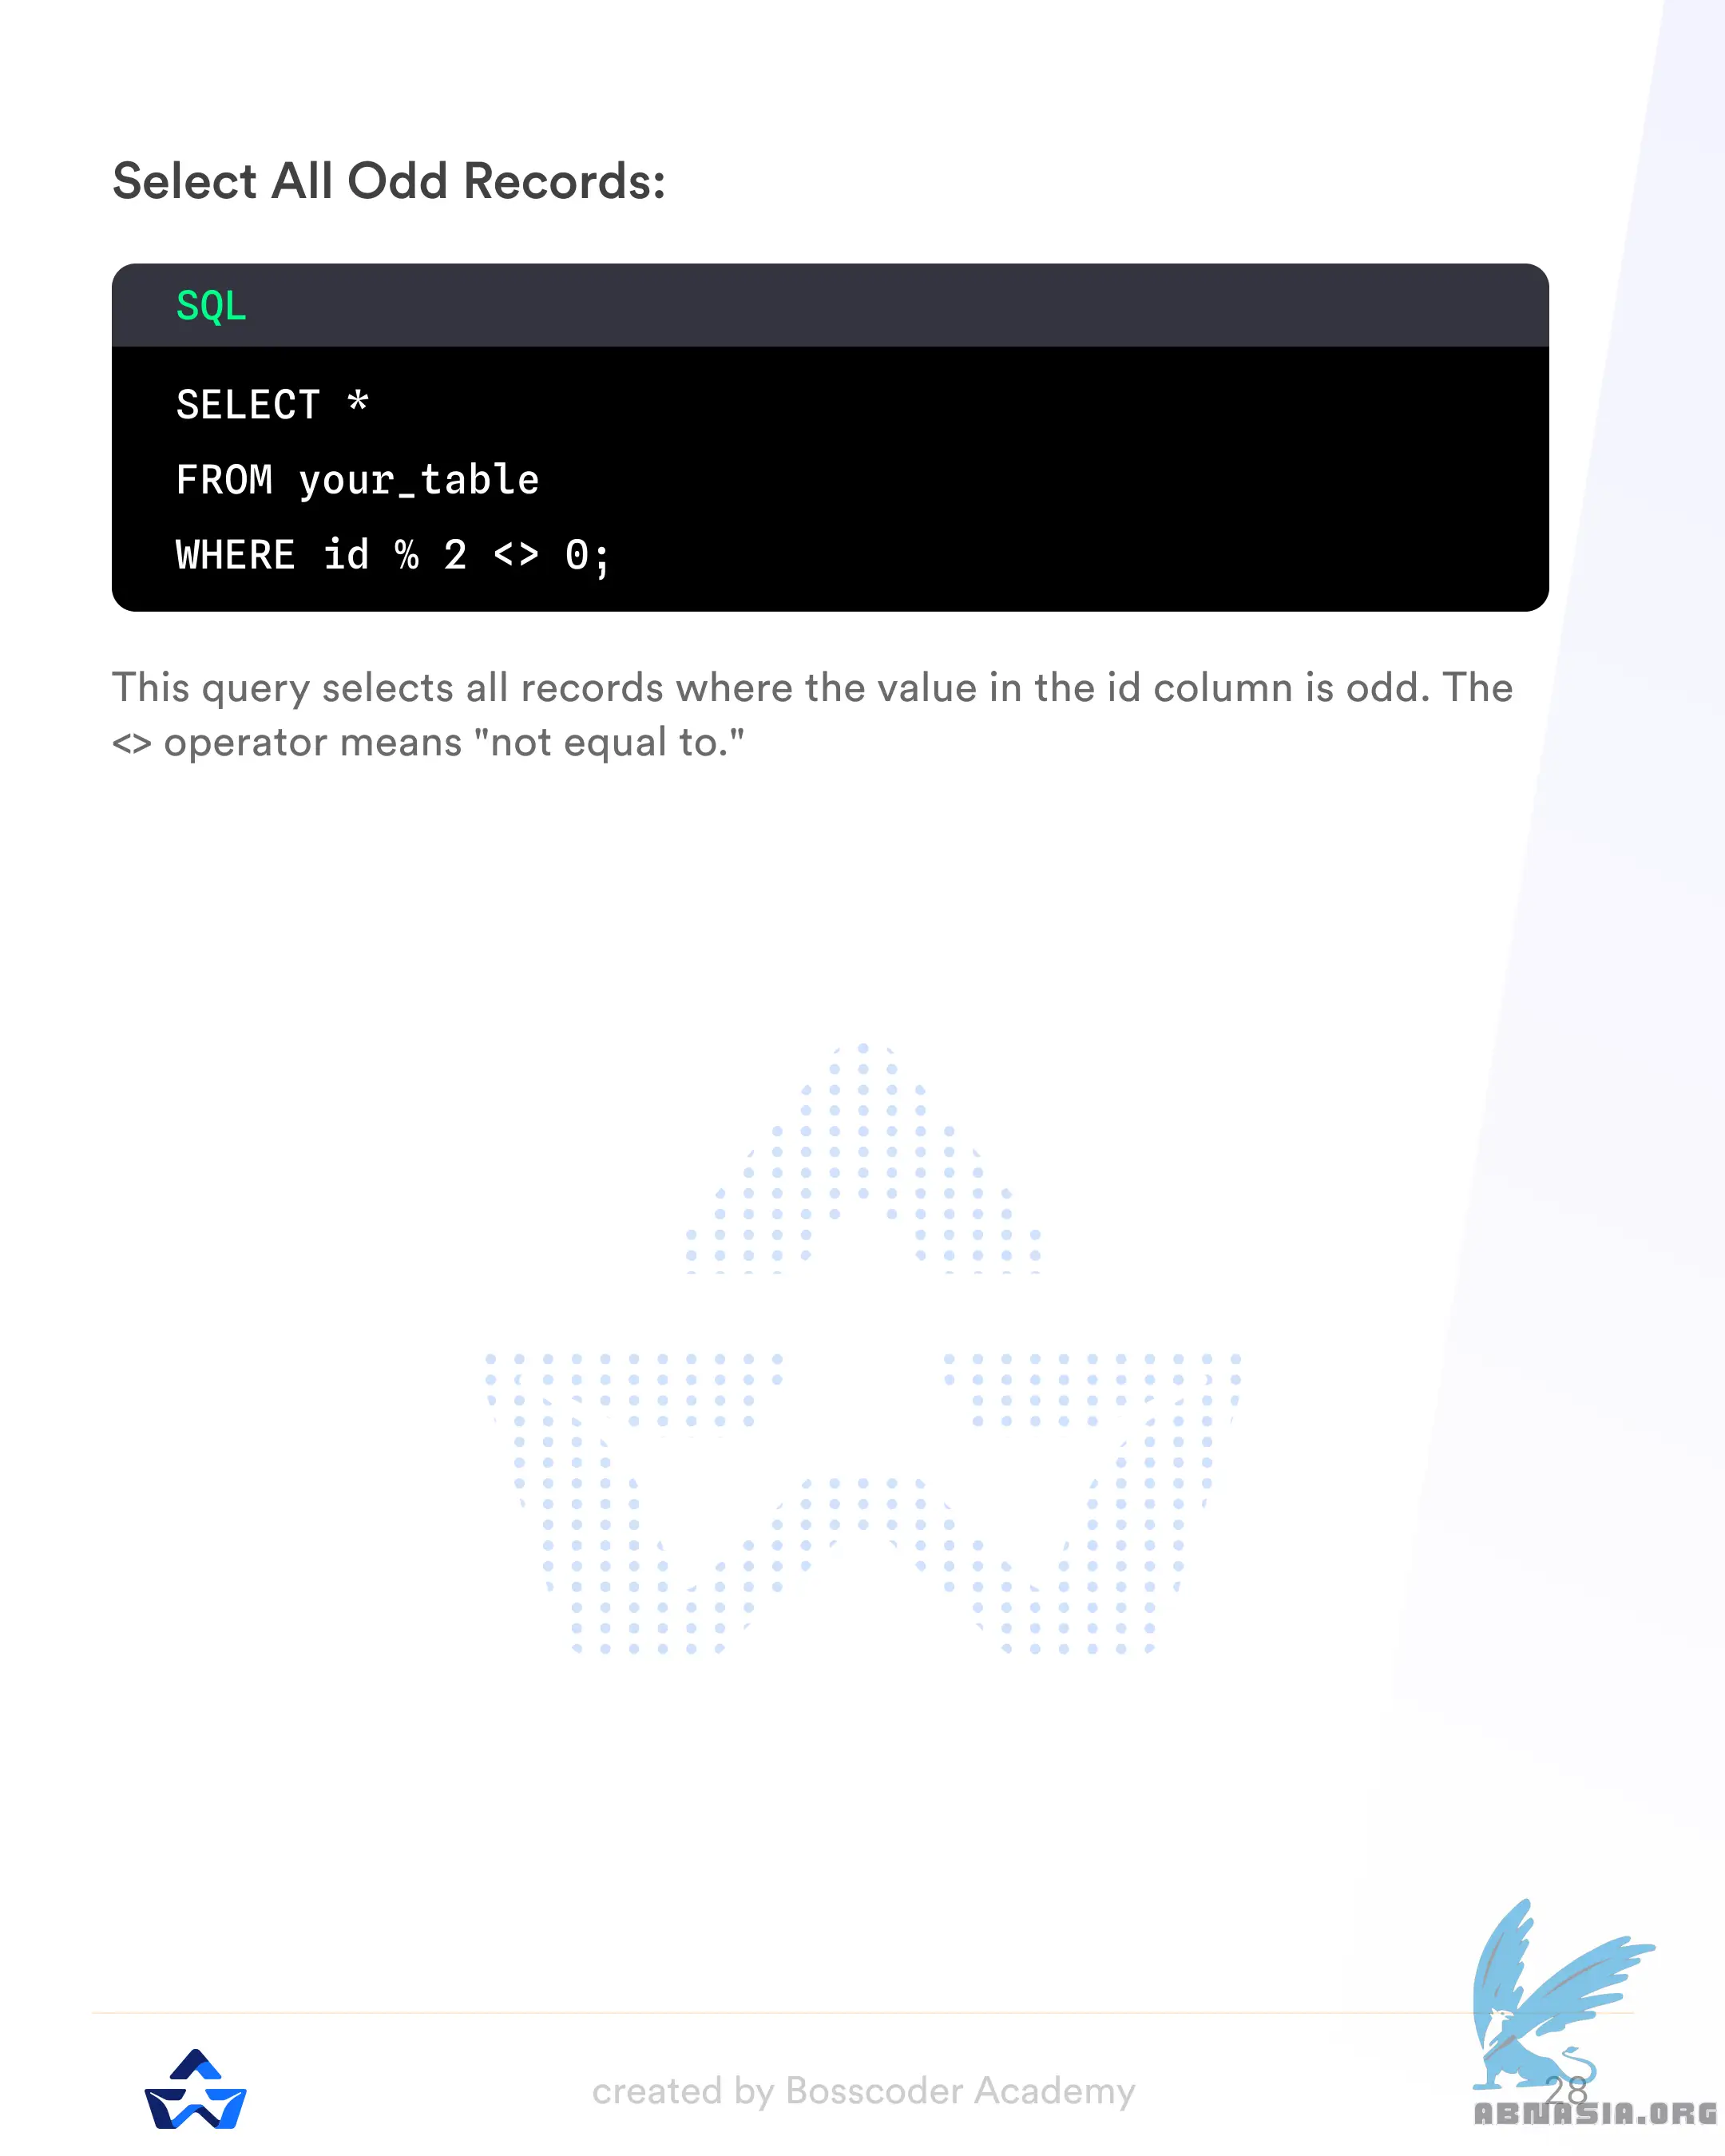 Select All Odd Records:
SQL
SELECT *
FROM your_table
WHERE id % 2 <> 0;
This query selects all records where the value in the id column is odd. The
<> operator means "not equal to."
created by Bosscoder Academy
28
ABNASIA.ORG